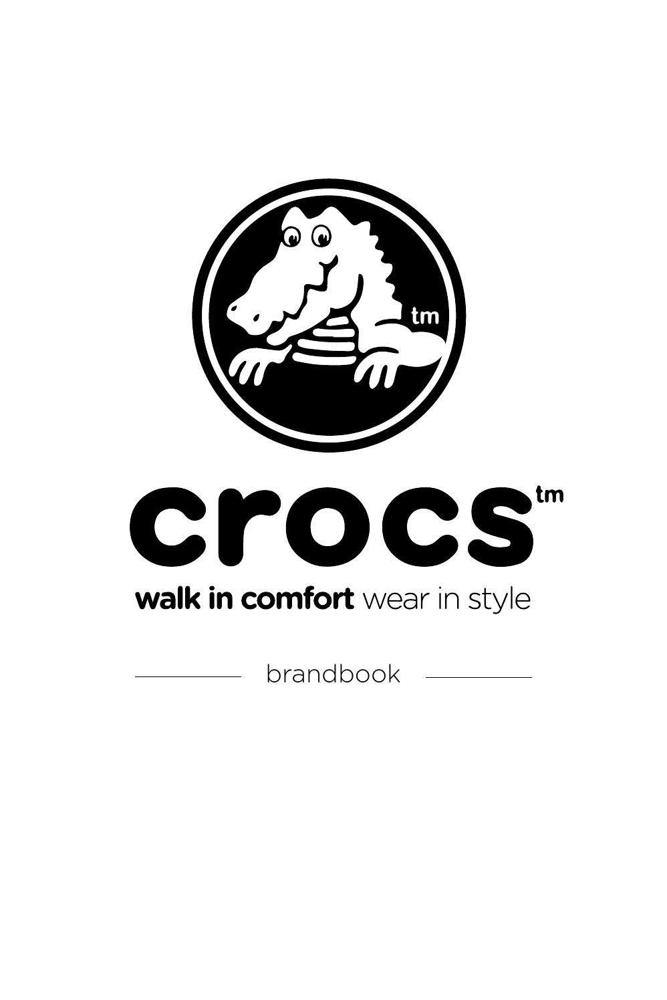 tm
crocs tm
walk in comfort wear in style
brandbook